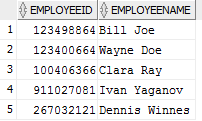 EMPLOYEEID EMPLOYEENAME
1 123498864 Bill Joe
2 123400664 Wayne Doe
3 100406366 Clara Ray
4 911027081 Ivan Yaganov
5 267032121 Dennis Winnes